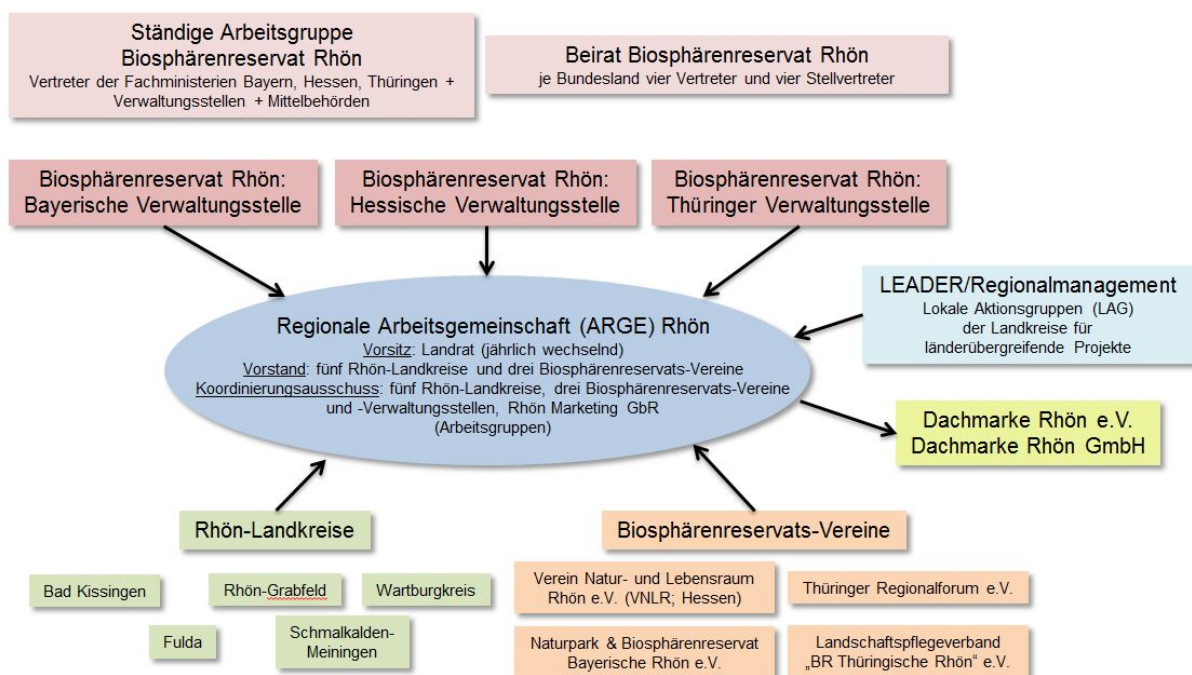 Ständige Arbeitsgruppe
Biosphärenreservat Rhön
Vertreter der Fachministerien Bayern, Hessen, Thüringen +
Verwaltungsstellen + Mittelbehörden
Beirat Biosphärenreservat Rhön
je Bundesland vier Vertreter und vier Stellvertreter
Biosphärenreservat Rhön:
Bayerische Verwaltungsstelle
Biosphärenreservat Rhön:
Hessische Verwaltungsstelle
Biosphärenreservat Rhön:
Thüringer Verwaltungsstelle
LEADER/Regionalmanagement
Lokale Aktionsgruppen (LAG)
der Landkreise für
länderübergreifende Projekte
Regionale Arbeitsgemeinschaft (ARGE) Rhön
Vorsitz: Landrat (jährlich wechselnd)
Vorstand: fünf Rhön-Landkreise und drei Biosphärenreservats-Vereine
Koordinierungsausschuss: fünf Rhön-Landkreise, drei Biosphärenreservats-Vereine
und -Verwaltungsstellen, Rhön Marketing GbR
(Arbeitsgruppen)
Dachmarke Rhön e.V.
Dachmarke Rhön GmbH
Rhön-Landkreise
Bad Kissingen
Rhön-Grabfeld
Wartburgkreis
Fulda
Schmalkalden-
Meiningen
Biosphärenreservats-Vereine
Verein Natur- und Lebensraum
Rhön e.V. (VNLR; Hessen)
Thüringer Regionalforum e.V.
Naturpark & Biosphärenreservat
Bayerische Rhön e.V.
Landschaftspflegeverband
„BR Thüringische Rhön“ e.V.